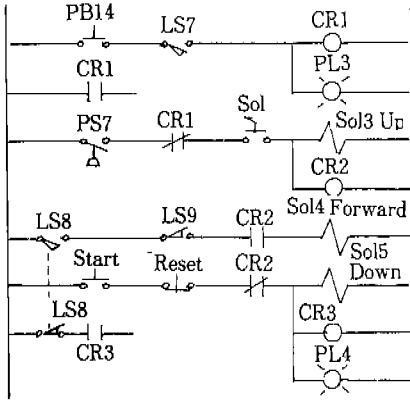 PB14 LS7 CR1
PL3
CR1
Sol
PS7 CR1 Sol3 Up
CR2
Sol4 Forward
LS8 LS9 CR2
Sol5
Start Reset CR2 Down
LS8 CR3
CR3 PL4